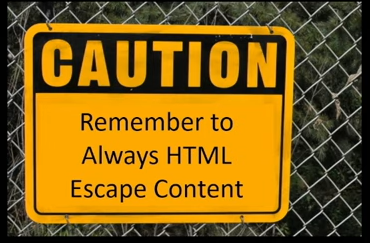 CAUTION
Remember to
Always HTML
Escape Content